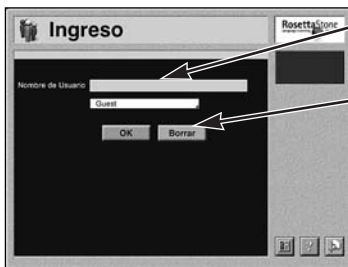 Ingreso
RosettaStone
Nombre de Usuario
Guest
OK
Borrar
?